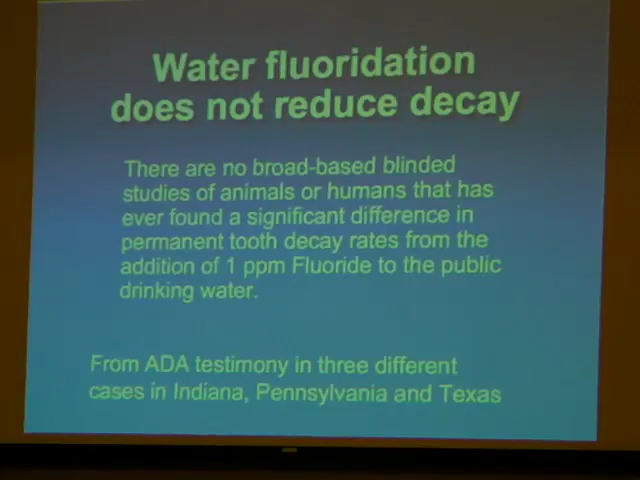 Water fluoridation
does not reduce decay
There are no broad-based blinded
studies of animals or humans that has
ever found a significant difference in
permanent tooth decay rates from the
addition of 1 ppm Fluoride to the public
drinking water.
From ADA testimony in three different
cases in Indiana, Pennsylvania and Texas